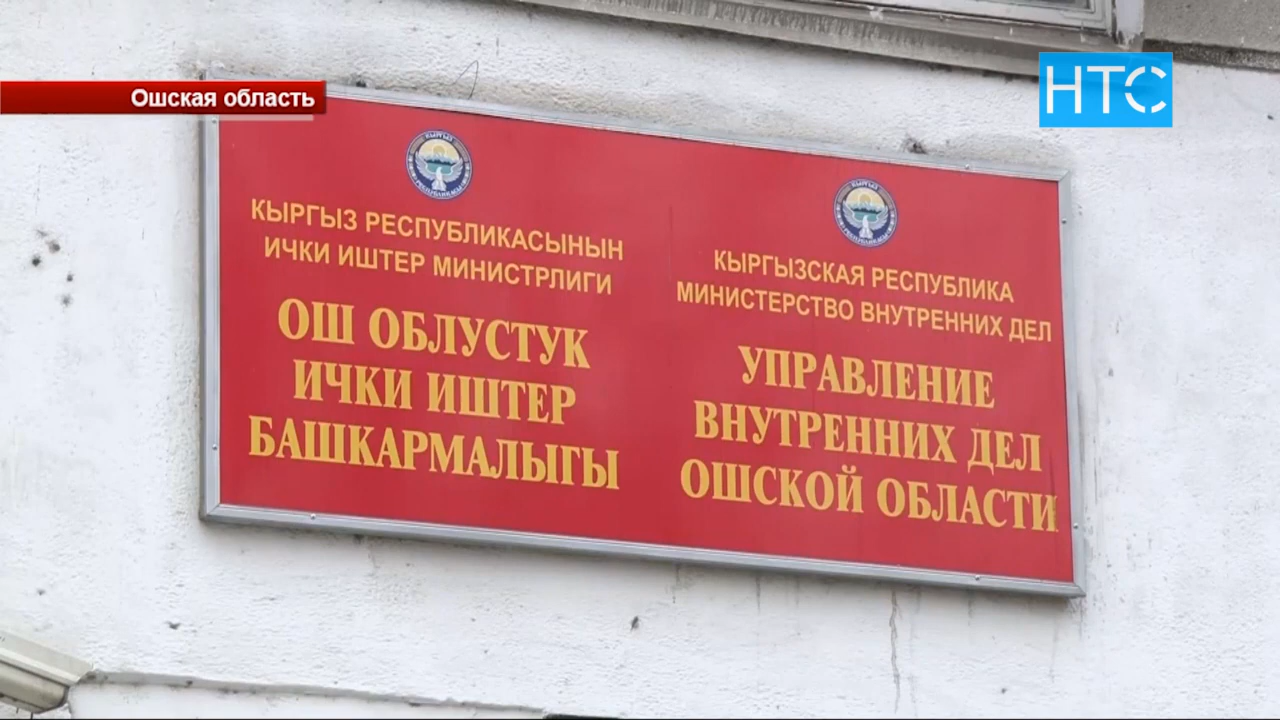 Ошская область
НТС
КЫРГЫЗ РЕСПУБЛИКАСЫНЫН
ИЧКИ ИШТЕР МИНИСТРЛИГИ
ОШ ОБЛУСТУК
ИЧКИ ИШТЕР
БАШКАРМАЛЫГЫ
КЫРГЫЗСКАЯ РЕСПУБЛИКА
МИНИСТЕРСТВО ВНУТРЕННИХ ДЕЛ
УПРАВЛЕНИЕ
ВНУТРЕННИХ ДЕЛ
ОШСКОЙ ОБЛАСТИ